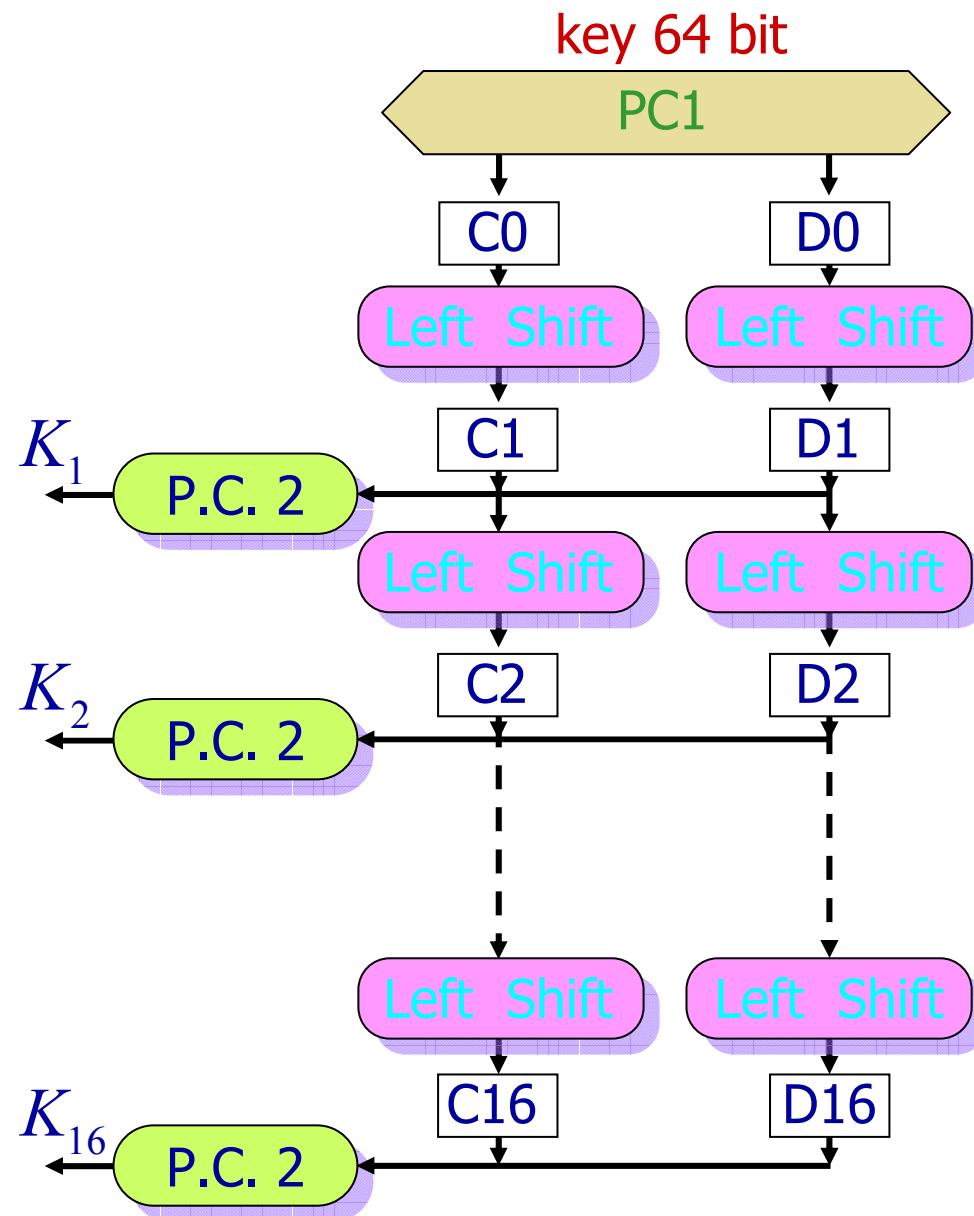 key 64 bit
PC1
C0 D0
Left Shift Left Shift
C1 D1
K1
P.C. 2
Left Shift Left Shift
C2 D2
K2
P.C. 2
Left Shift Left Shift
C16 D16
K16
P.C. 2